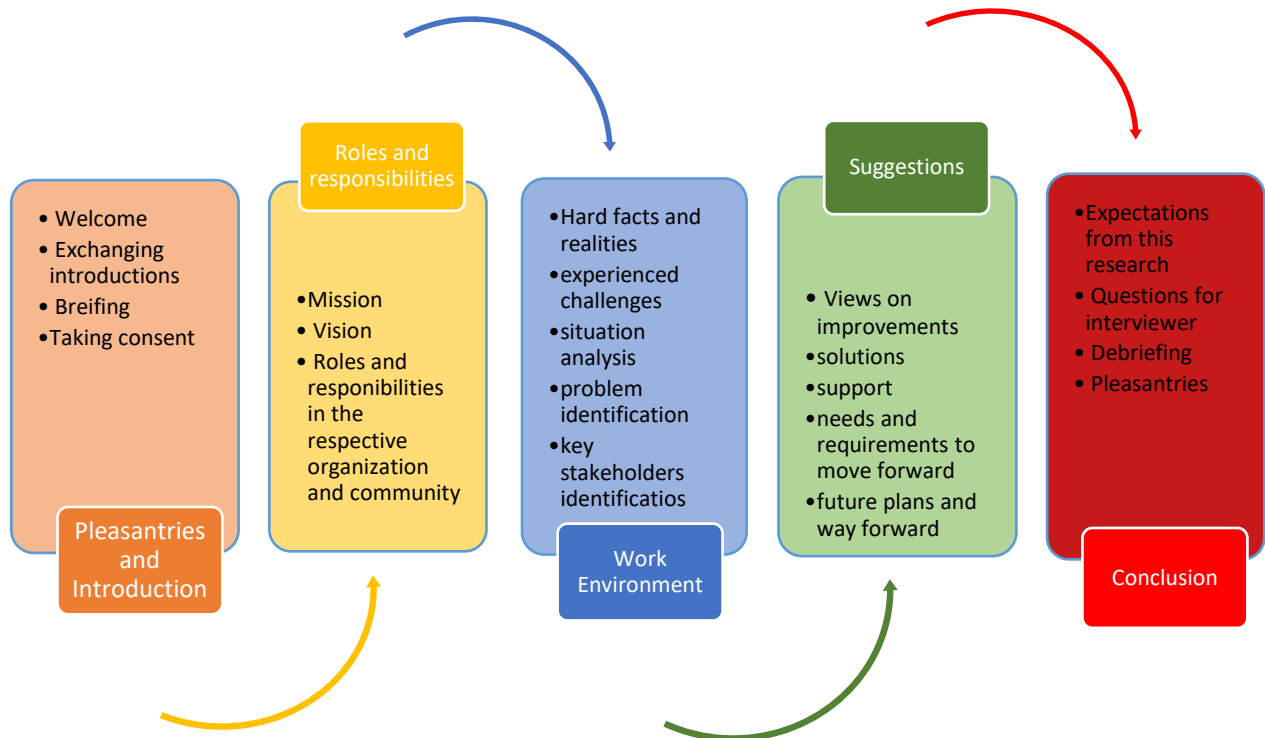 • Welcome
• Exchanging
introductions
• Breifing
•Taking consent
Pleasantries
and
Introduction
Roles and
responsibilities
•Mission
• Vision
• Roles and
responibilities
in the
respective
organization
and community
•Hard facts and
realities
•experienced
challenges
•situation
analysis
•problem
identification
•key
stakeholders
identificatios
Work
Environment
Suggestions
• Views on
improvements
•solutions
•support
•needs and
requirements to
move forward
•future plans and
way forward
•Expectations
from this
research
• Questions for
interviewer
• Debriefing
• Pleasantries
Conclusion